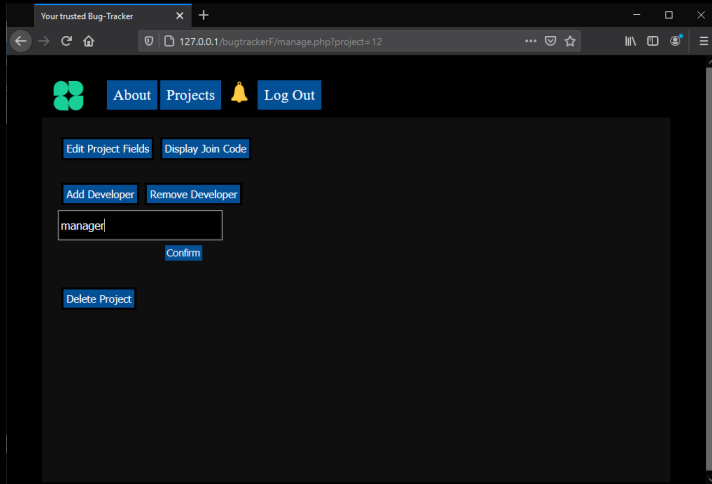 Your trusted Bug-Tracker
127.0.0.1/bugtrackerF/manage.php?project=12
About Projects Log Out
Edit Project Fields Display Join Code
Add Developer Remove Developer
manager
Confirm
Delete Project